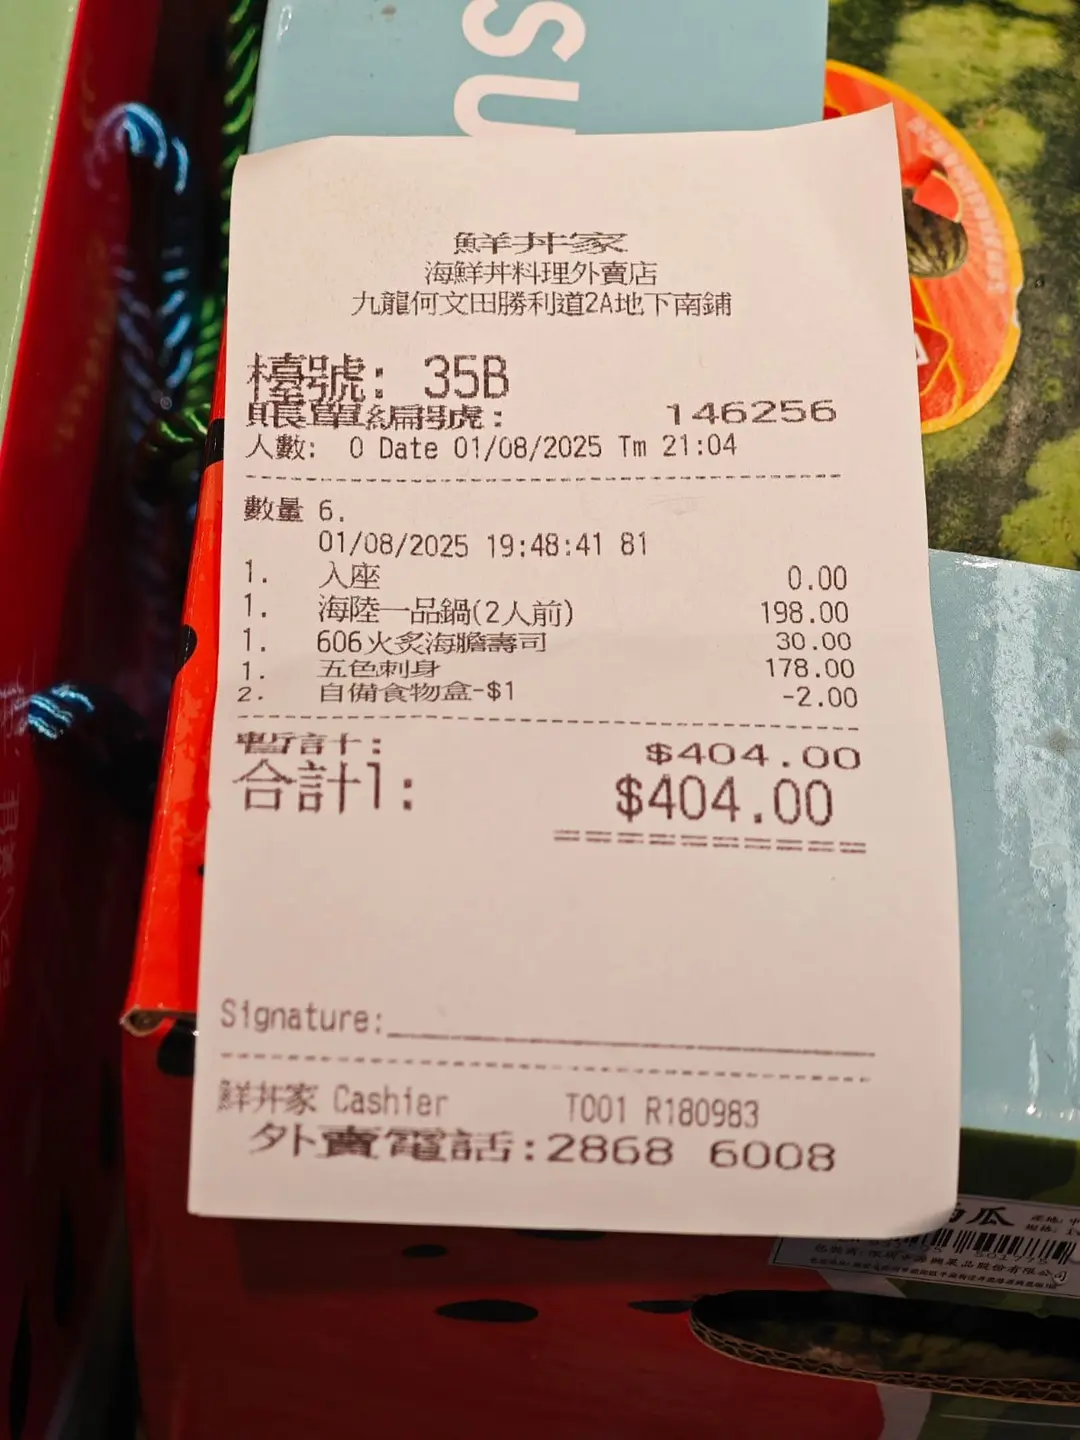 SU
鮮丼家
海鮮丼料理外賣店
九龍何文田勝利道2A地下南鋪
檯號: 35B
賬單編號: 146256
人數: 0 Date 01/08/2025 Tm 21:04
數量 6.
01/08/2025 19:48:41 81
1. 入座 0.00
1. 海陸一品鍋(2人前) 198.00
1. 606火炙海膽壽司 30.00
1. 五色刺身 178.00
2. 自備食物盒-$1 -2.00
暫計: $404.00
合計1: $404.00
Signature:
鮮丼家 Cashier T001 R180983
外賣電話:2868 6008
瓜